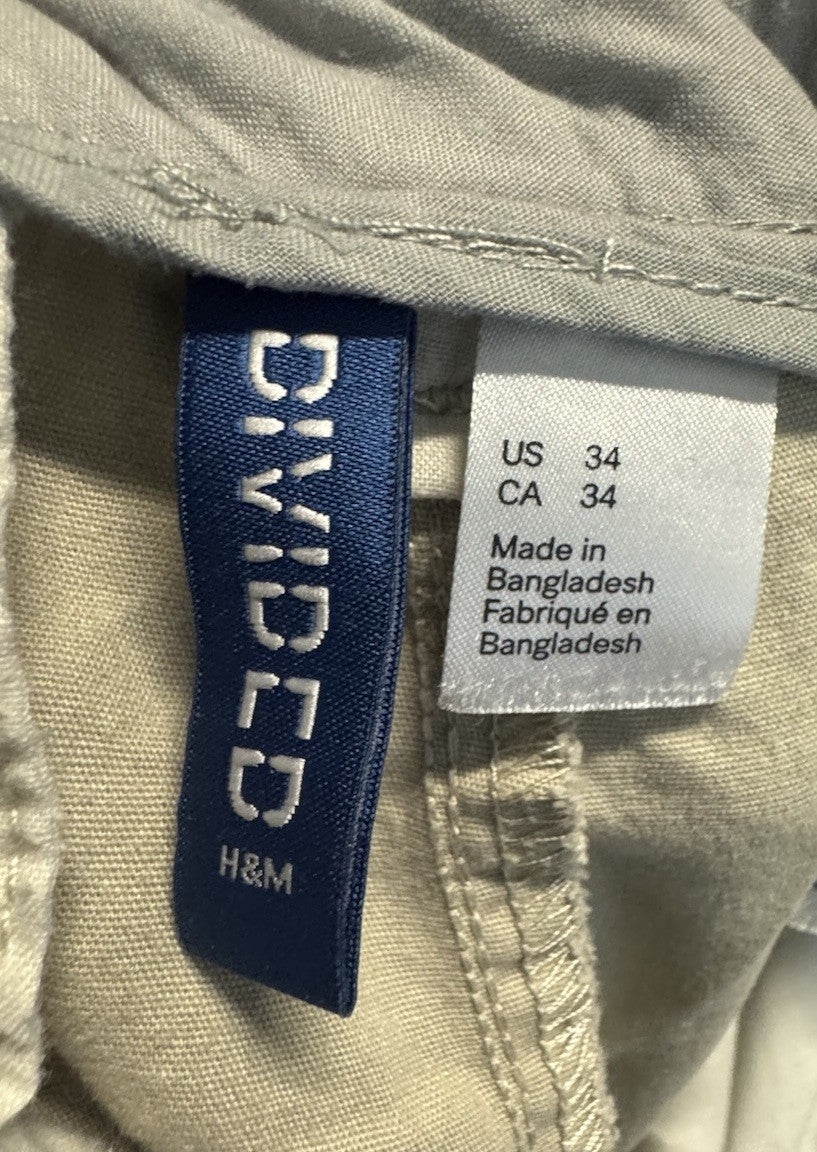 DIVIDED
H&M
US 34
CA 34
Made in
Bangladesh
Fabriqué en
Bangladesh